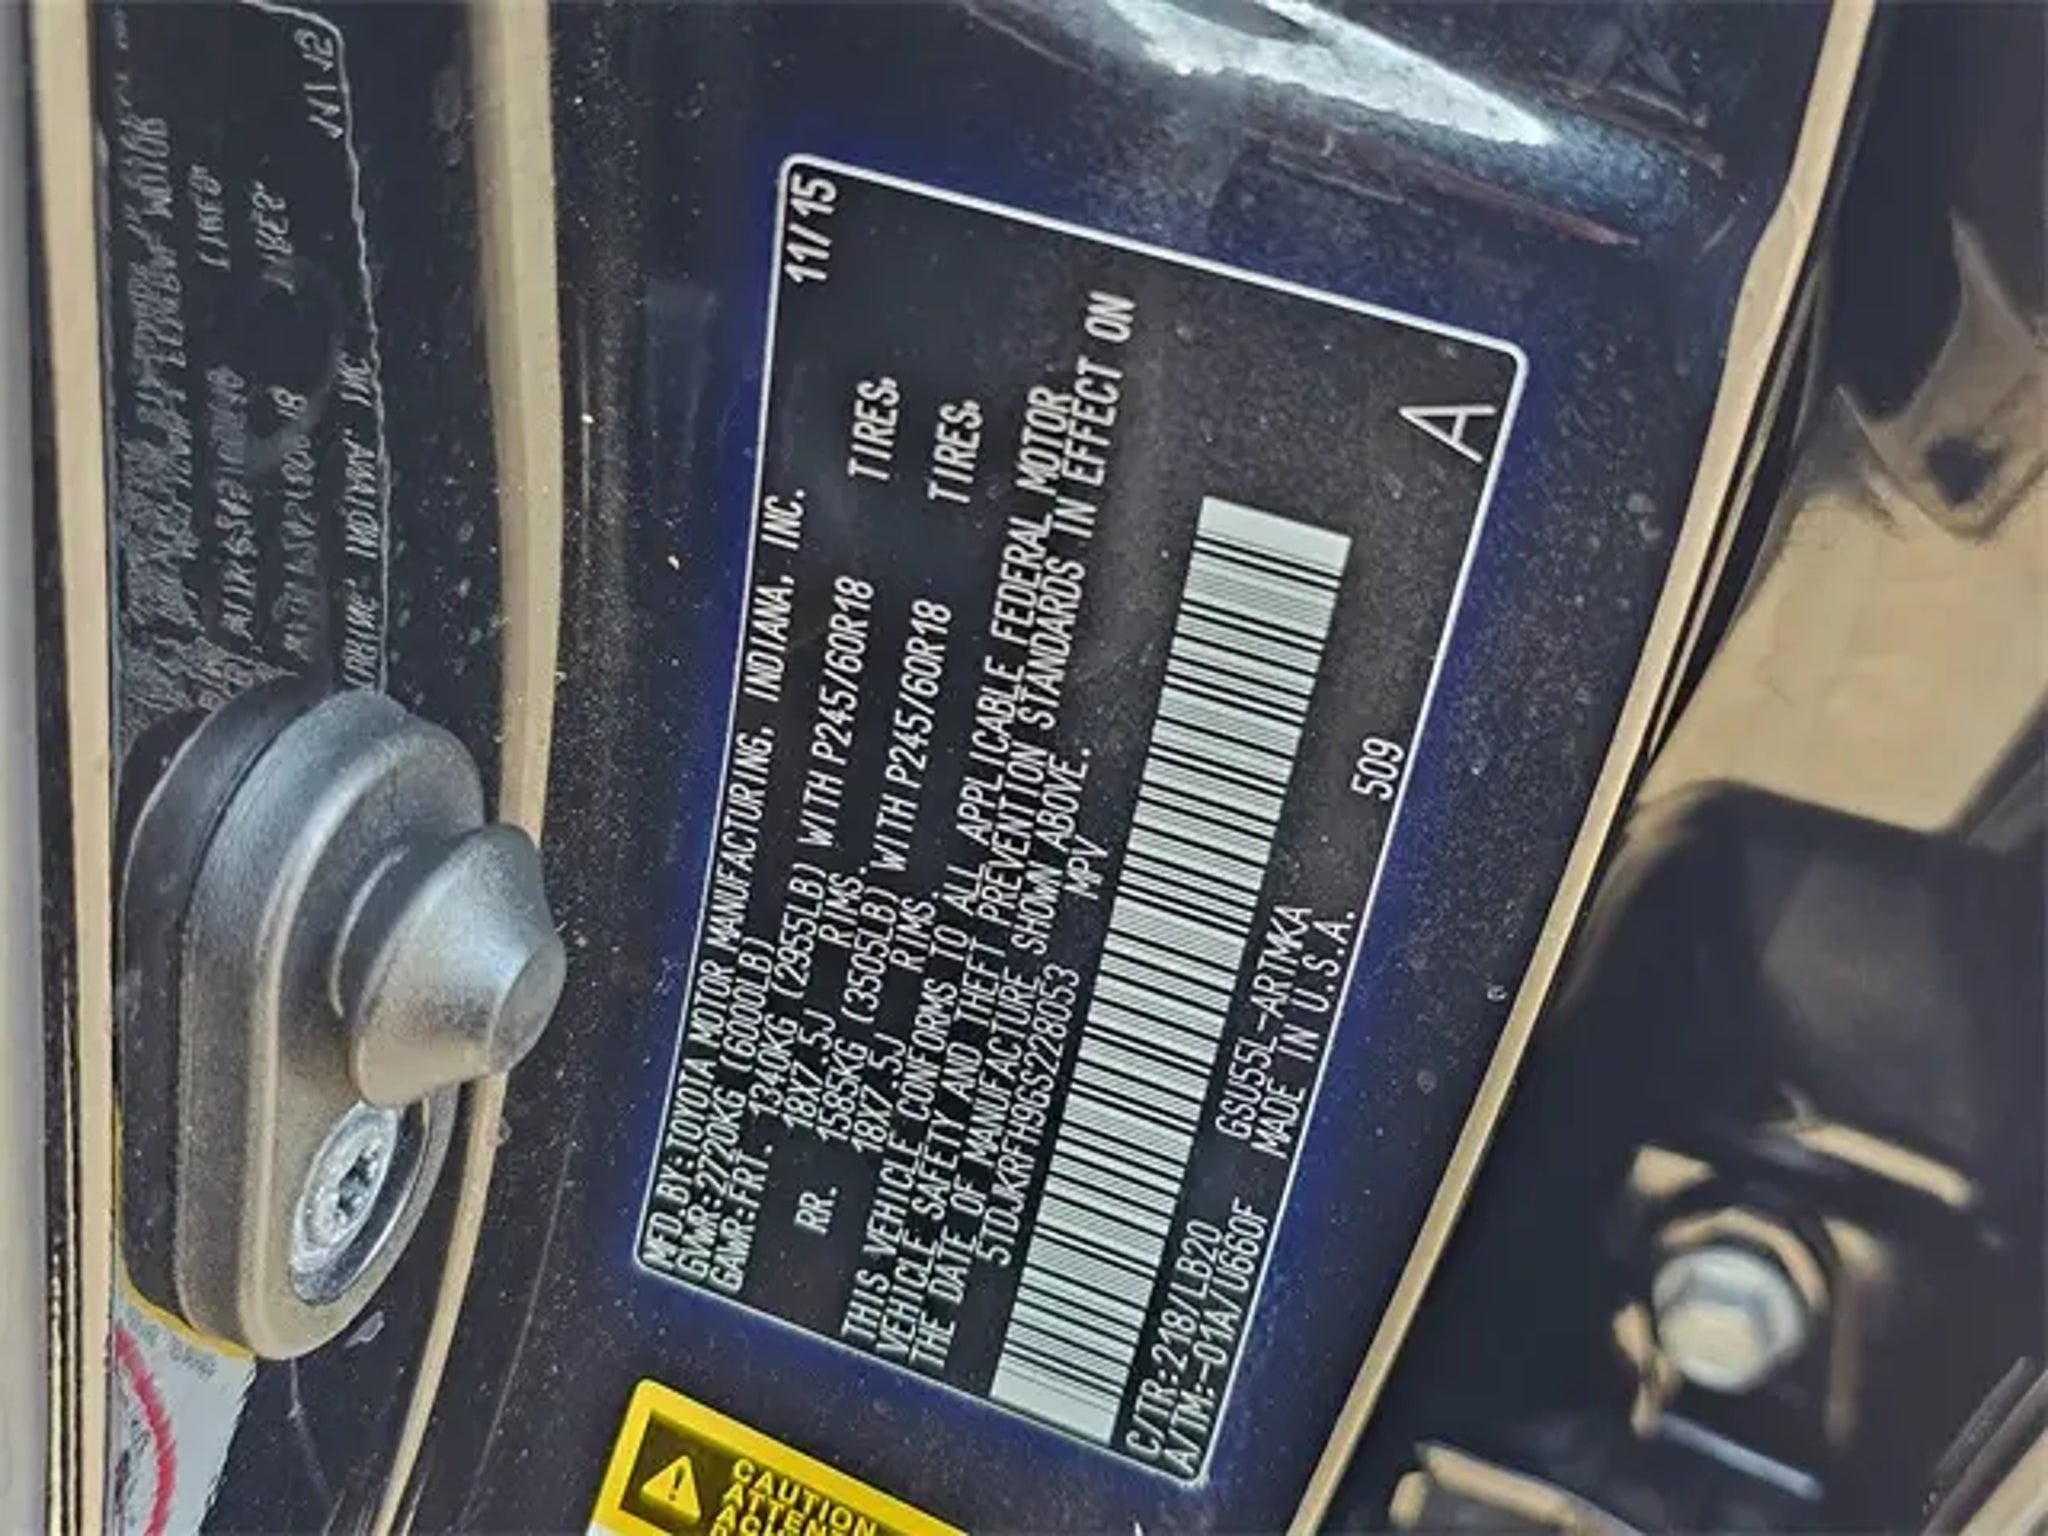 MFD.BY:TOYOTA MOTOR MANUFACTURING, INDIANA, INC. 11/15
GVWR:2720KG (6000LB)
GAWR:FRT. 1340KG (2955LB) WITH P245/60R18 TIRES.
18X7.5J RIMS.
RR. 1585KG (3505LB) WITH P245/60R18 TIRES.
18X7.5J RIMS.
THIS VEHICLE CONFORMS TO ALL APPLICABLE FEDERAL MOTOR
VEHICLE SAFETY AND THEFT PREVENTION STANDARDS IN EFFECT ON
THE DATE OF MANUFACTURE SHOWN ABOVE.
5TDJKRFH9GS228053 MPV
C/TR:218/LB20 GSU55L-ARTMKA
A/TM:-01A/U660F MADE IN U.S.A. 509 A
CAUTION